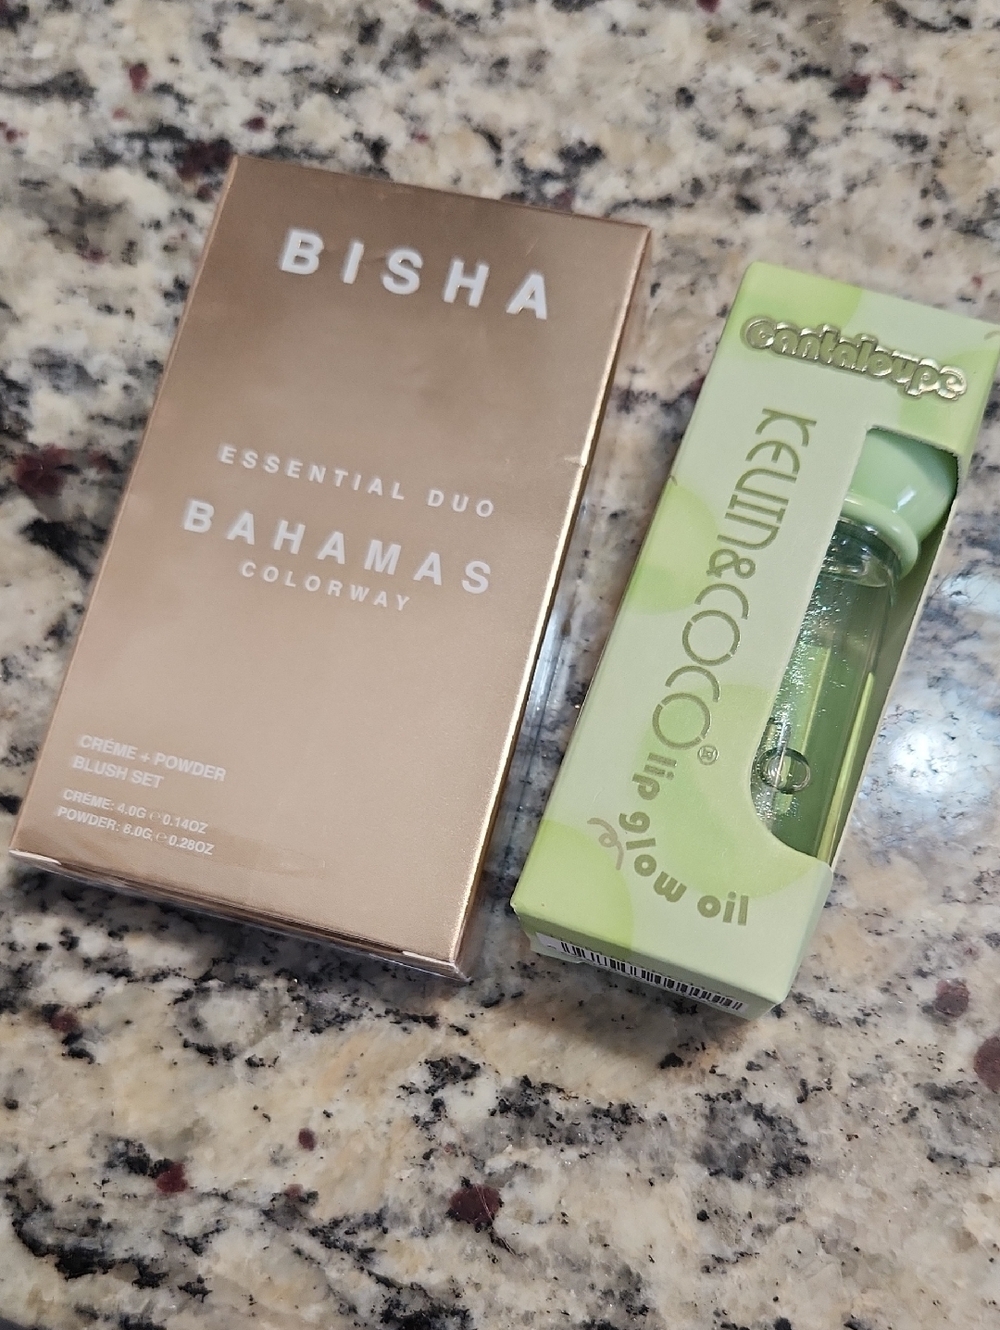 BISHA
ESSENTIAL DUO
BAHAMAS
COLORWAY
CRÈME + POWDER
BLUSH SET
CRÈME: 4.0G ℮ 0.14OZ
POWDER: 8.0G ℮ 0.28OZ
cantaloupe
KEVIN&COCO®
lip glow oil